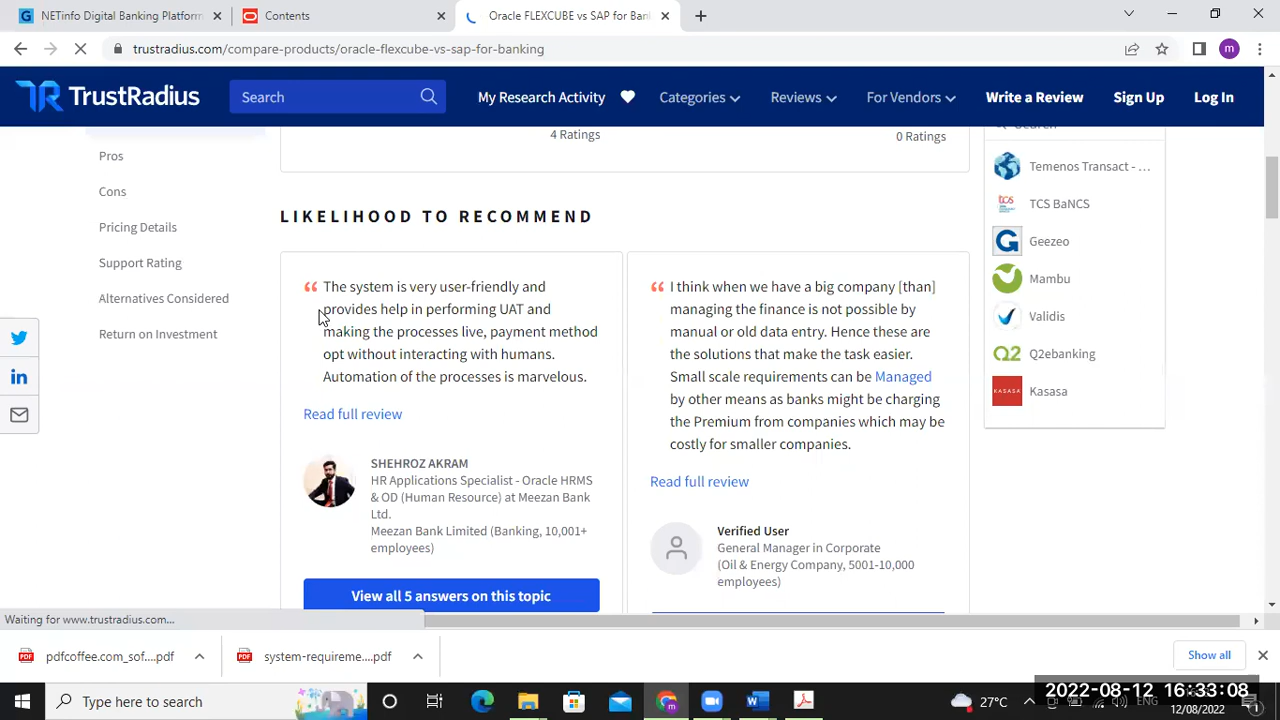 NETinfo Digital Banking Platform
Contents
Oracle FLEXCUBE vs SAP for Ban
trustradius.com/compare-products/oracle-flexcube-vs-sap-for-banking
TrustRadius
Search
My Research Activity
Categories
Reviews
For Vendors
Write a Review
Sign Up
Log In
4 Ratings
0 Ratings
Pros
Cons
Pricing Details
Support Rating
Alternatives Considered
Return on Investment
LIKELIHOOD TO RECOMMEND
The system is very user-friendly and
provides help in performing UAT and
making the processes live, payment method
opt without interacting with humans.
Automation of the processes is marvelous.
Read full review
SHEHROZ AKRAM
HR Applications Specialist - Oracle HRMS
& OD (Human Resource) at Meezan Bank
Ltd.
Meezan Bank Limited (Banking, 10,001+
employees)
View all 5 answers on this topic
I think when we have a big company [than]
managing the finance is not possible by
manual or old data entry. Hence these are
the solutions that make the task easier.
Small scale requirements can be Managed
by other means as banks might be charging
the Premium from companies which may be
costly for smaller companies.
Read full review
Verified User
General Manager in Corporate
(Oil & Energy Company, 5001-10,000
employees)
Search
Temenos Transact - ...
TCS BaNCS
Geezeo
Mambu
Validis
Q2ebanking
Kasasa
Waiting for www.trustradius.com...
pdfcoffee.com_sof....pdf
system-requireme....pdf
Show all
Type here to search
27°C
ENG
2022-08-12 16:33:08
12/08/2022